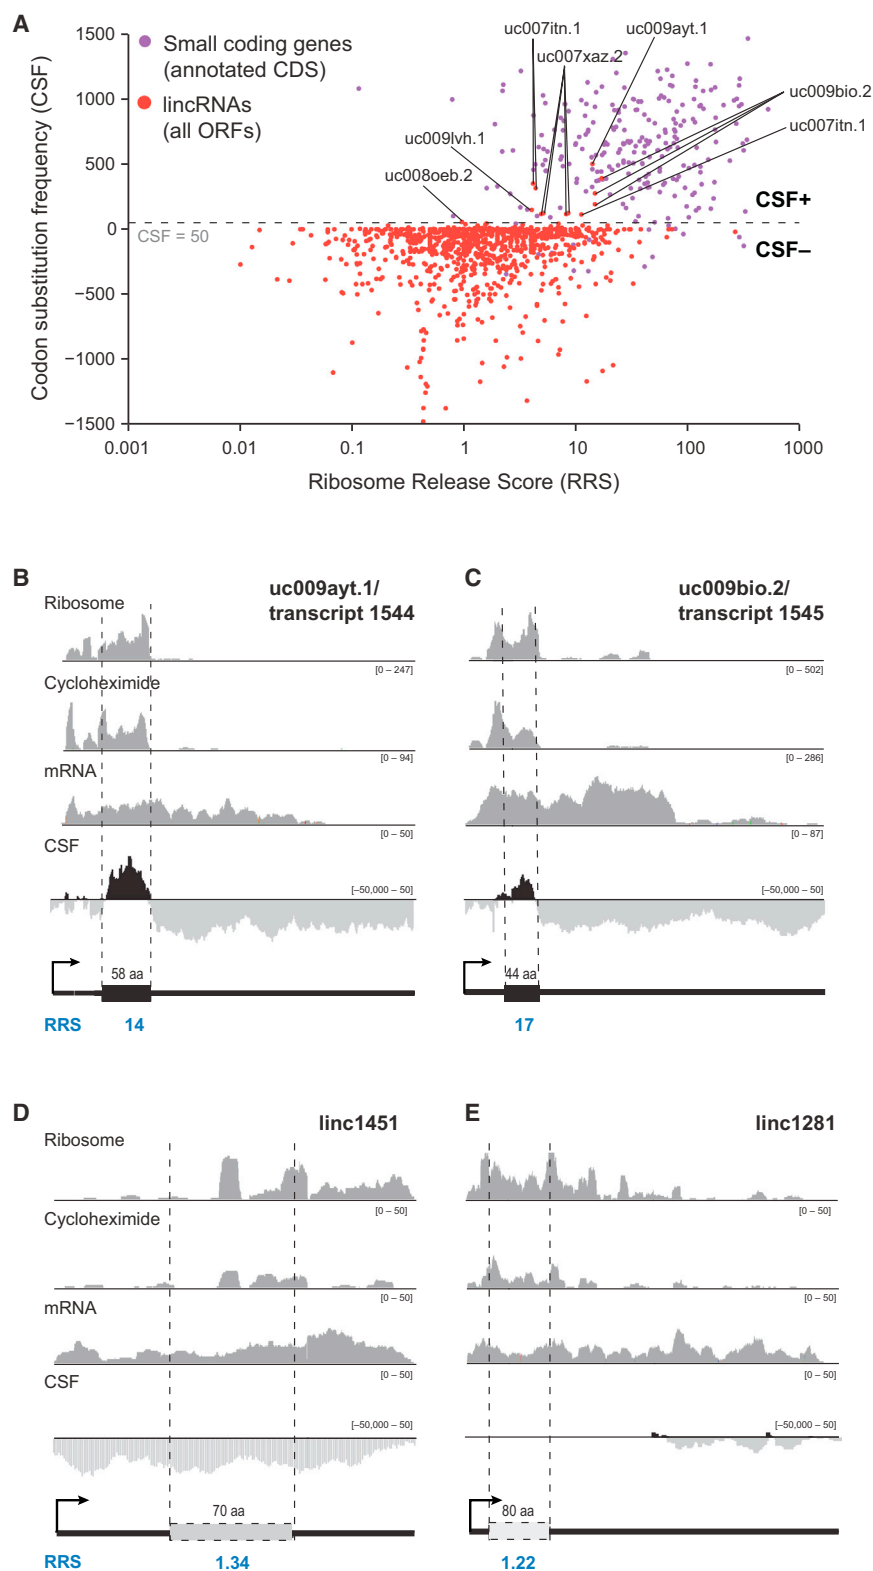 A
Small coding genes
(annotated CDS)
lincRNAs
(all ORFs)
uc007itn.1
uc009ayt.1
uc007xaz.2
uc009bio.2
uc007itn.1
uc009lvh.1
uc008oeb.2
CSF+
CSF = 50
CSF–
Codon substitution frequency (CSF)
1500
1000
500
0
−500
−1000
−1500
0.001
0.01
0.1
1
10
100
1000
Ribosome Release Score (RRS)
B
uc009ayt.1/
transcript 1544
Ribosome
[0 – 247]
Cycloheximide
[0 – 94]
mRNA
[0 – 50]
CSF
[−50,000 – 50]
58 aa
RRS
14
C
uc009bio.2/
transcript 1545
[0 – 502]
[0 – 286]
[0 – 87]
[−50,000 – 50]
44 aa
17
D
linc1451
Ribosome
[0 – 50]
Cycloheximide
[0 – 50]
mRNA
[0 – 50]
CSF
[−50,000 – 50]
70 aa
RRS
1.34
E
linc1281
[0 – 50]
[0 – 50]
[0 – 50]
[−50,000 – 50]
80 aa
1.22